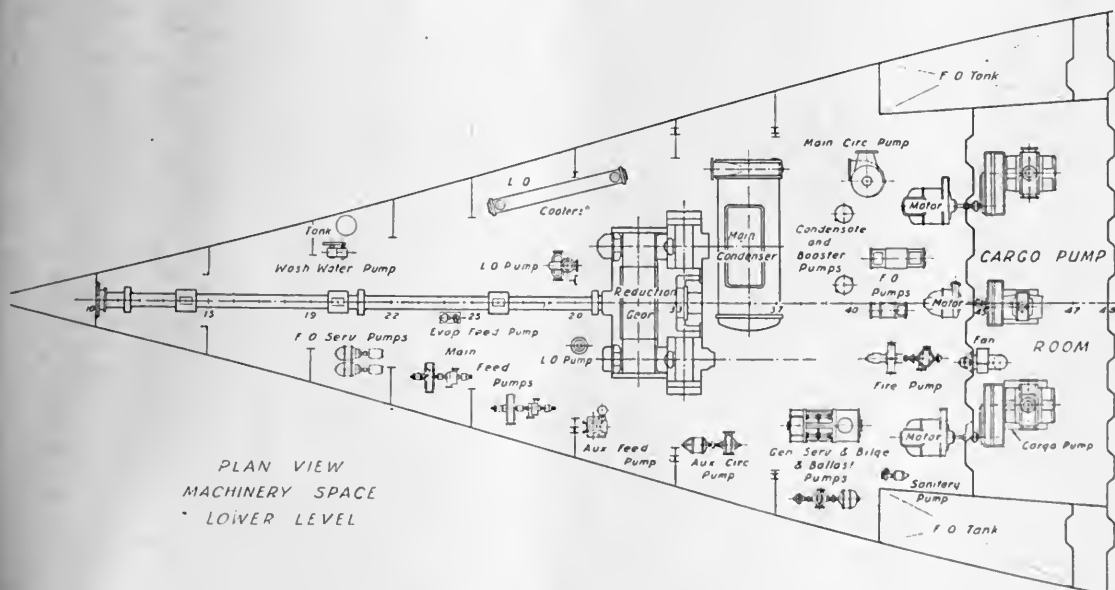 F O Tank
Main Circ Pump
L O
Coolers
Motor
Tank
Main
Condenser
Condensate
and
Booster
Pumps
Wash Water Pump
L O Pump
CARGO PUMP
Reduction
Gear
F O
Pumps
Motor
15
19
22
25
33
37
40
45
47
Evap Feed Pump
F O Serv Pumps
L O Pump
Fan
ROOM
Main
Feed
Pumps
Fire Pump
Motor
Cargo Pump
Aux Feed
Pump
Aux Circ
Pump
Gen Serv & Bilge
& Ballast
Pumps
Sanitary
Pump
PLAN VIEW
MACHINERY SPACE
LOWER LEVEL
F O Tank